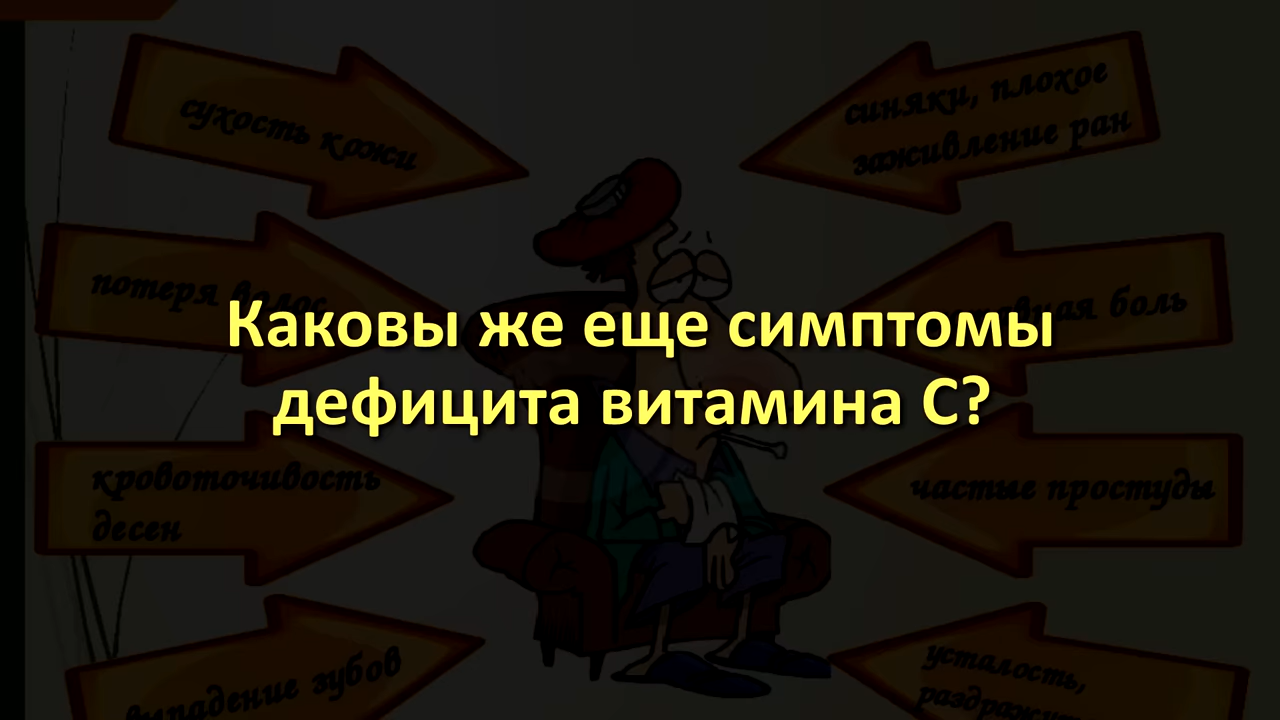 сухость кожи
синяки, плохое
заживление ран
потеря волос
боль
Каковы же еще симптомы
дефицита витамина С?
кровоточивость
десен
частые простуды
зубов
усталость,